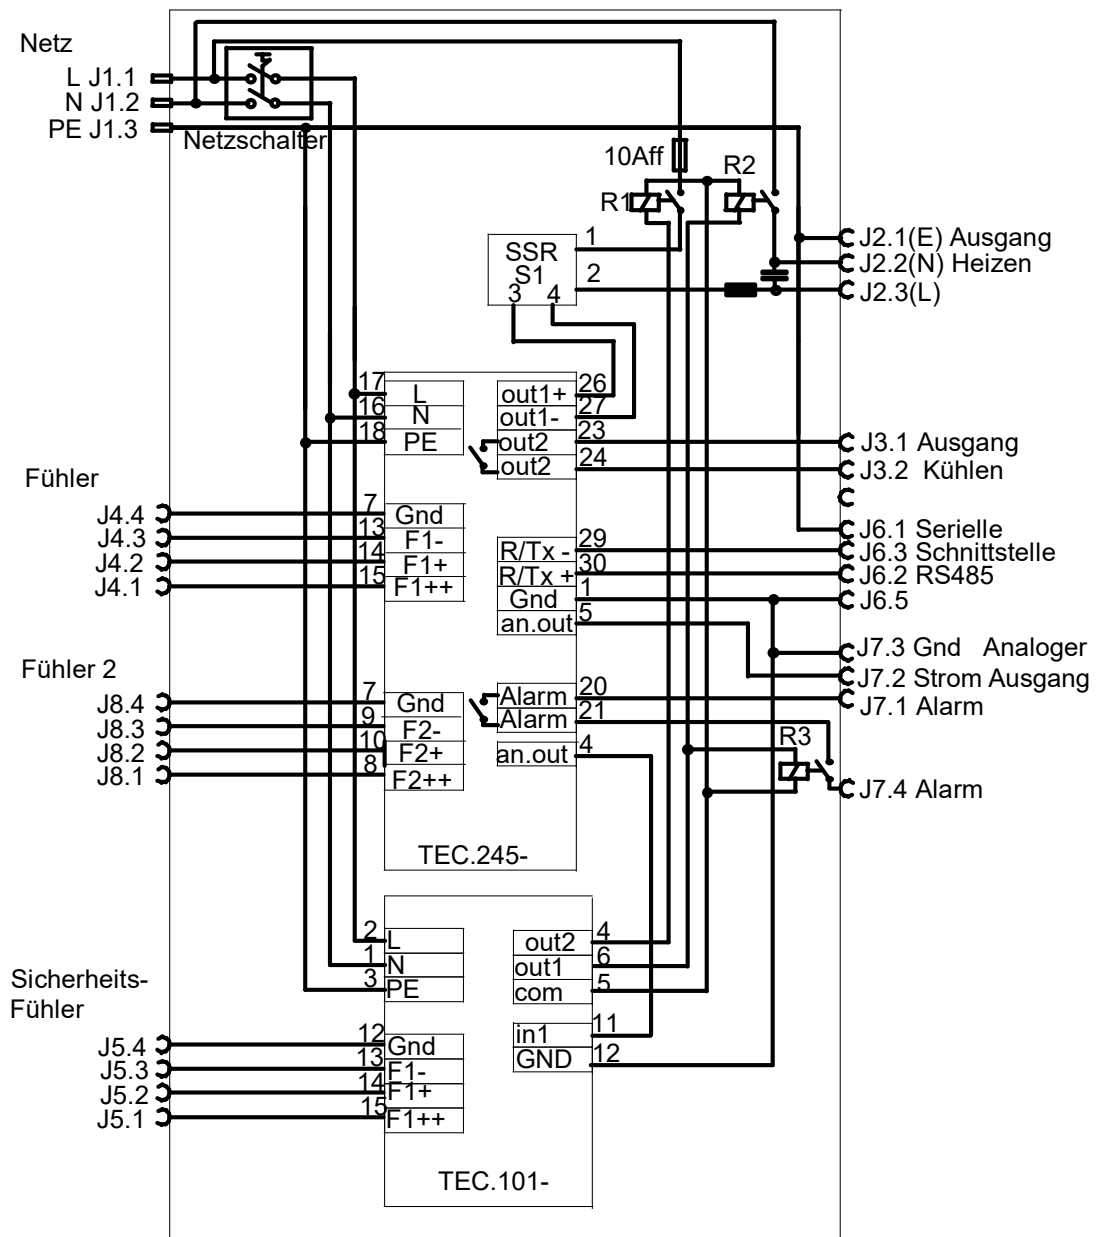 Netz
L J1.1
N J1.2
PE J1.3
Netzschalter
10Aff
R2
R1
SSR
S1
1
2
3 4
J2.1(E) Ausgang
J2.2(N) Heizen
J2.3(L)
17 L
16 N
18 PE
out1+ 26
out1- 27
out2 23
out2 24
J3.1 Ausgang
J3.2 Kühlen
Fühler
J4.4
J4.3
J4.2
J4.1
7 Gnd
13 F1-
14 F1+
15 F1++
R/Tx - 29
R/Tx + 30
Gnd 1
an.out 5
J6.1 Serielle
J6.3 Schnittstelle
J6.2 RS485
J6.5
J7.3 Gnd Analoger
J7.2 Strom Ausgang
J7.1 Alarm
Fühler 2
J8.4
J8.3
J8.2
J8.1
7 Gnd
9 F2-
10 F2+
8 F2++
Alarm 20
Alarm 21
an.out 4
R3
J7.4 Alarm
TEC.245-
2 L
1 N
3 PE
out2 4
out1 6
com 5
in1 11
GND 12
Sicherheits-
Fühler
J5.4
J5.3
J5.2
J5.1
12 Gnd
13 F1-
14 F1+
15 F1++
TEC.101-